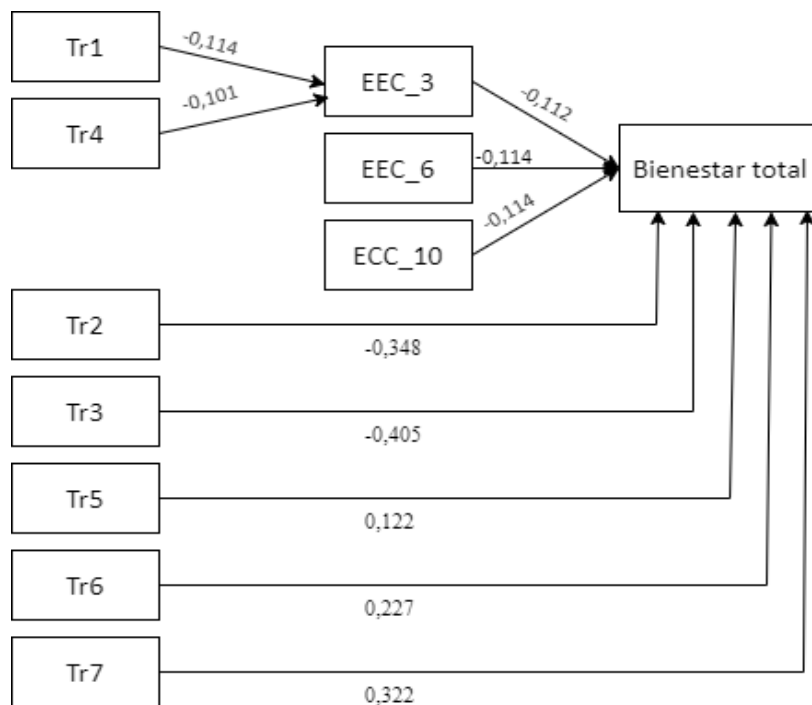 Tr1
-0,114
EEC_3
Tr4
-0,101
-0,112
EEC_6
-0,114
Bienestar total
ECC_10
-0,114
Tr2
-0,348
Tr3
-0,405
Tr5
0,122
Tr6
0,227
Tr7
0,322